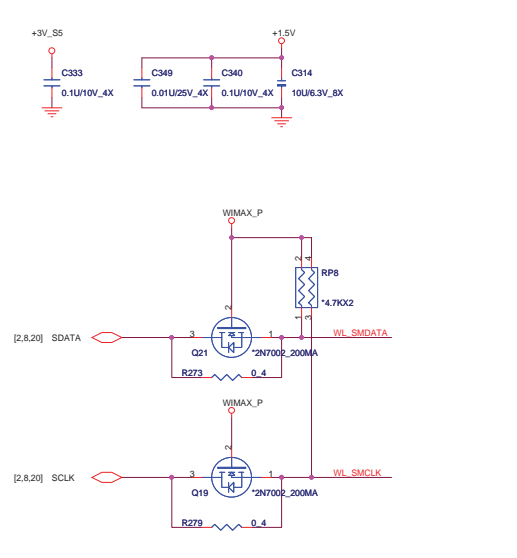 +3V_S5
+1.5V
C333
0.1U/10V_4X
C349
0.01U/25V_4X
C340
0.1U/10V_4X
C314
10U/6.3V_8X
WIMAX_P
2
4
RP8
*4.7KX2
1
3
2
[2,8,20] SDATA
3
1
WL_SMDATA
Q21
*2N7002_200MA
R273
0_4
WIMAX_P
2
[2,8,20] SCLK
3
1
WL_SMCLK
Q19
*2N7002_200MA
R279
0_4